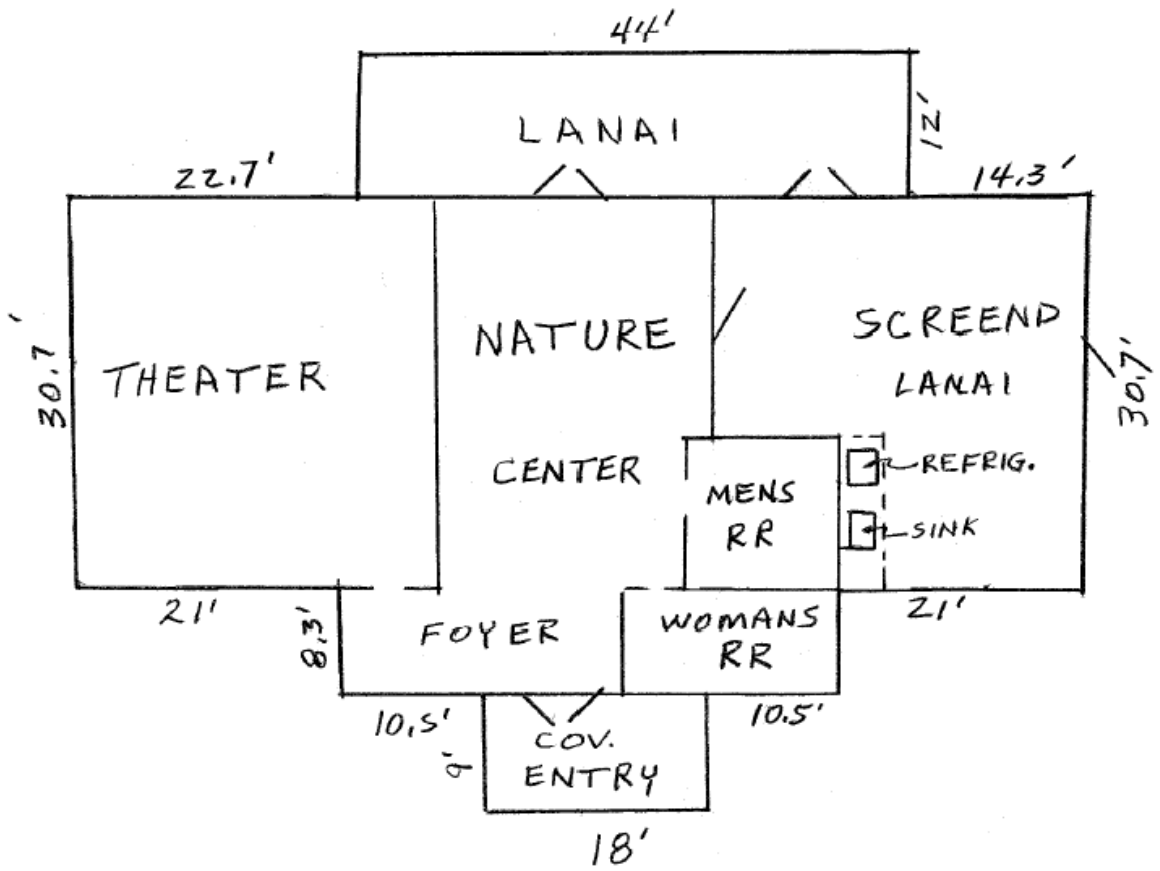 44'
LANAI
12'
22.7'
14.3'
30.7'
THEATER
NATURE
CENTER
SCREEND
LANAI
30.7'
REFRIG.
SINK
MENS
RR
21'
8.3'
FOYER
WOMANS
RR
21'
10.5'
10.5'
9'
COV.
ENTRY
18'